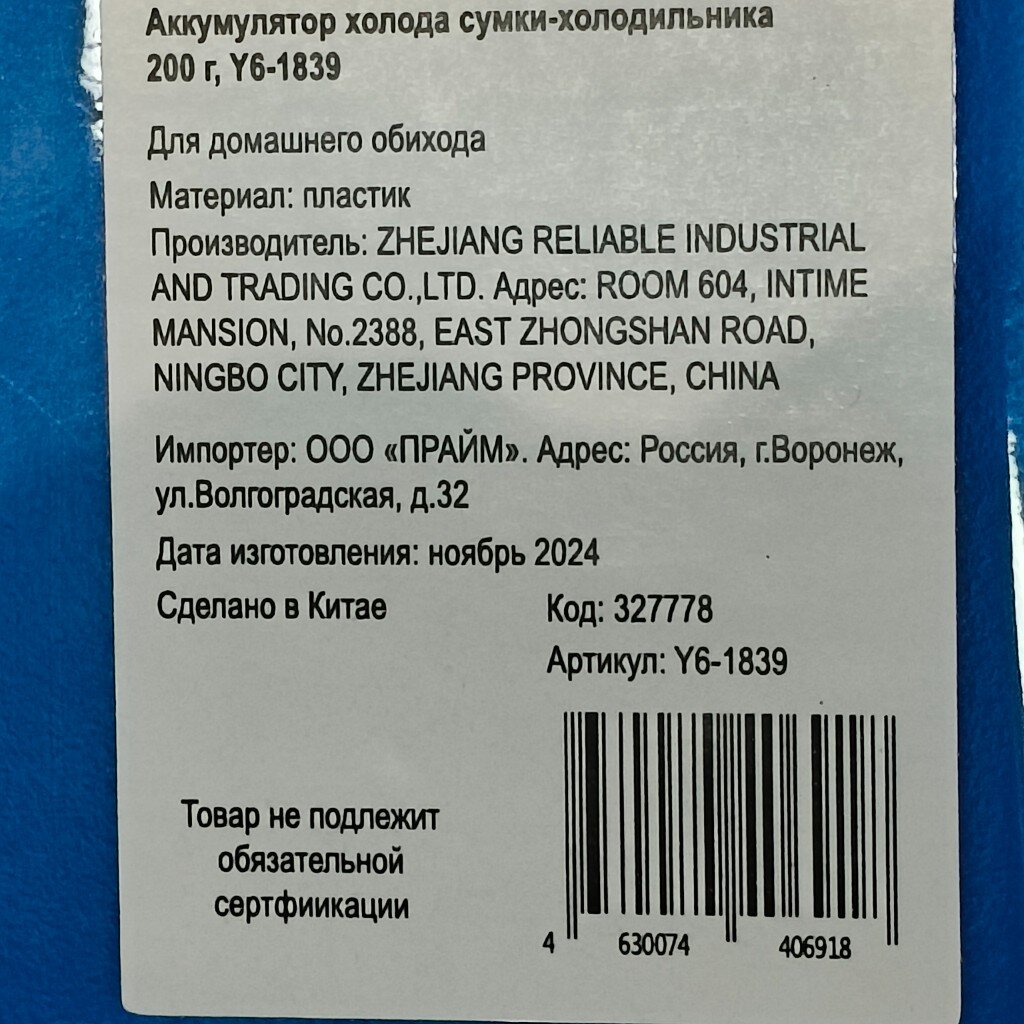 Аккумулятор холода сумки-холодильника
200 г, Y6-1839
Для домашнего обихода
Материал: пластик
Производитель: ZHEJIANG RELIABLE INDUSTRIAL
AND TRADING CO.,LTD. Адрес: ROOM 604, INTIME
MANSION, No.2388, EAST ZHONGSHAN ROAD,
NINGBO CITY, ZHEJIANG PROVINCE, CHINA
Импортер: ООО «ПРАЙМ». Адрес: Россия, г.Воронеж,
ул.Волгоградская, д.32
Дата изготовления: ноябрь 2024
Сделано в Китае
Код: 327778
Артикул: Y6-1839
Товар не подлежит
обязательной
сертфиикации
4 630074 406918